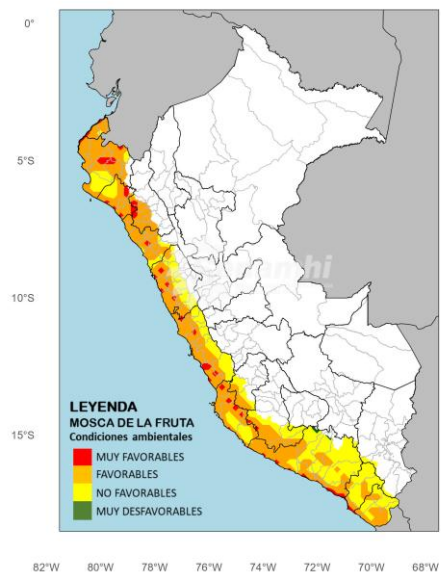 0°
5°S
10°S
15°S
senamhi
LEYENDA
MOSCA DE LA FRUTA
Condiciones ambientales
MUY FAVORABLES
FAVORABLES
NO FAVORABLES
MUY DESFAVORABLES
82°W 80°W 78°W 76°W 74°W 72°W 70°W 68°W